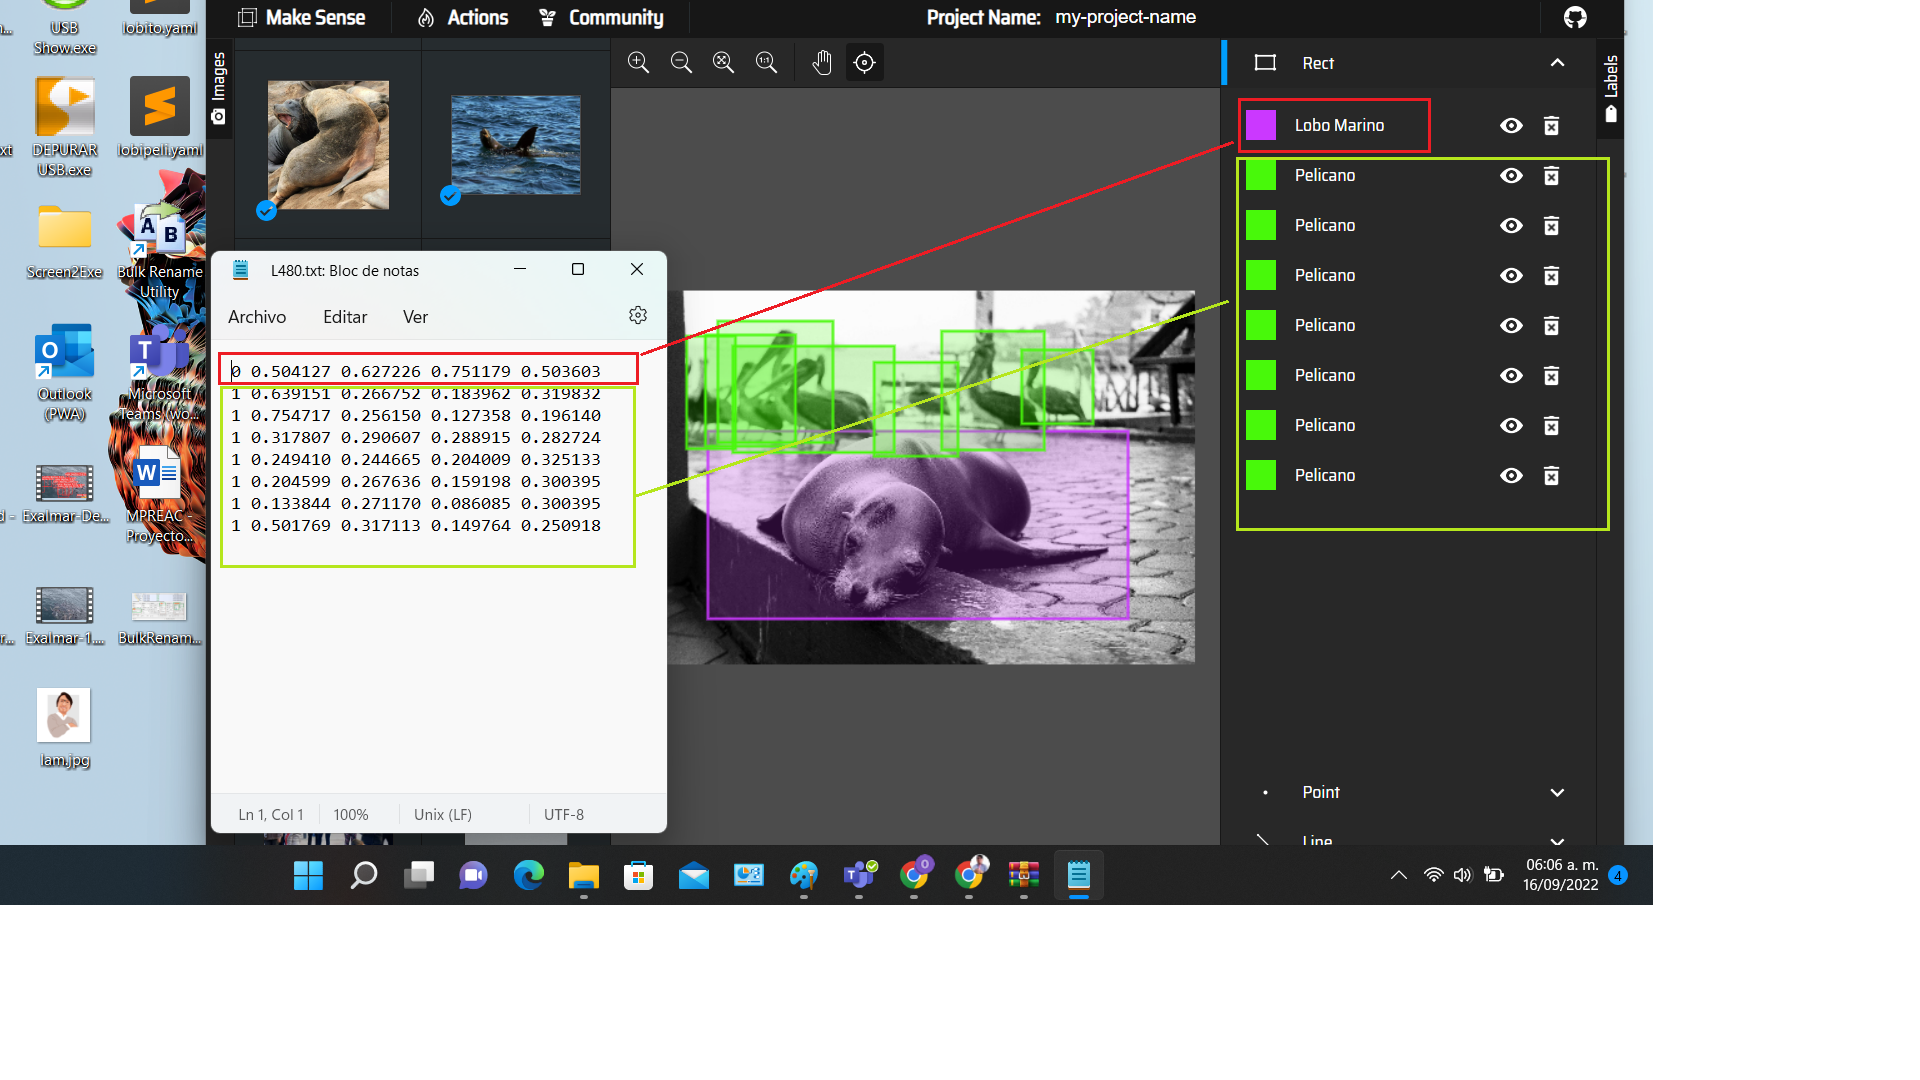 USB
Show.exe
lobito.yaml
DEPURAR
USB.exe
lobipeli.yaml
Screen2Exe
Bulk Rename
Utility
Outlook
(PWA)
Microsoft
Teams (wo...
Exalmar-De...
MPREAC -
Proyecto...
Exalmar-1....
BulkRenam...
Iam.jpg
Make Sense
Actions
Community
Project Name: my-project-name
Images
Labels
1:1
Rect
Lobo Marino
Pelicano
Pelicano
Pelicano
Pelicano
Pelicano
Pelicano
Pelicano
Point
Line
L480.txt: Bloc de notas
Archivo Editar Ver
0 0.504127 0.627226 0.751179 0.503603
1 0.639151 0.266752 0.183962 0.319832
1 0.754717 0.256150 0.127358 0.196140
1 0.317807 0.290607 0.288915 0.282724
1 0.249410 0.244665 0.204009 0.325133
1 0.204599 0.267636 0.159198 0.300395
1 0.133844 0.271170 0.086085 0.300395
1 0.501769 0.317113 0.149764 0.250918
Ln 1, Col 1 100% Unix (LF) UTF-8
06:06 a. m.
16/09/2022
4